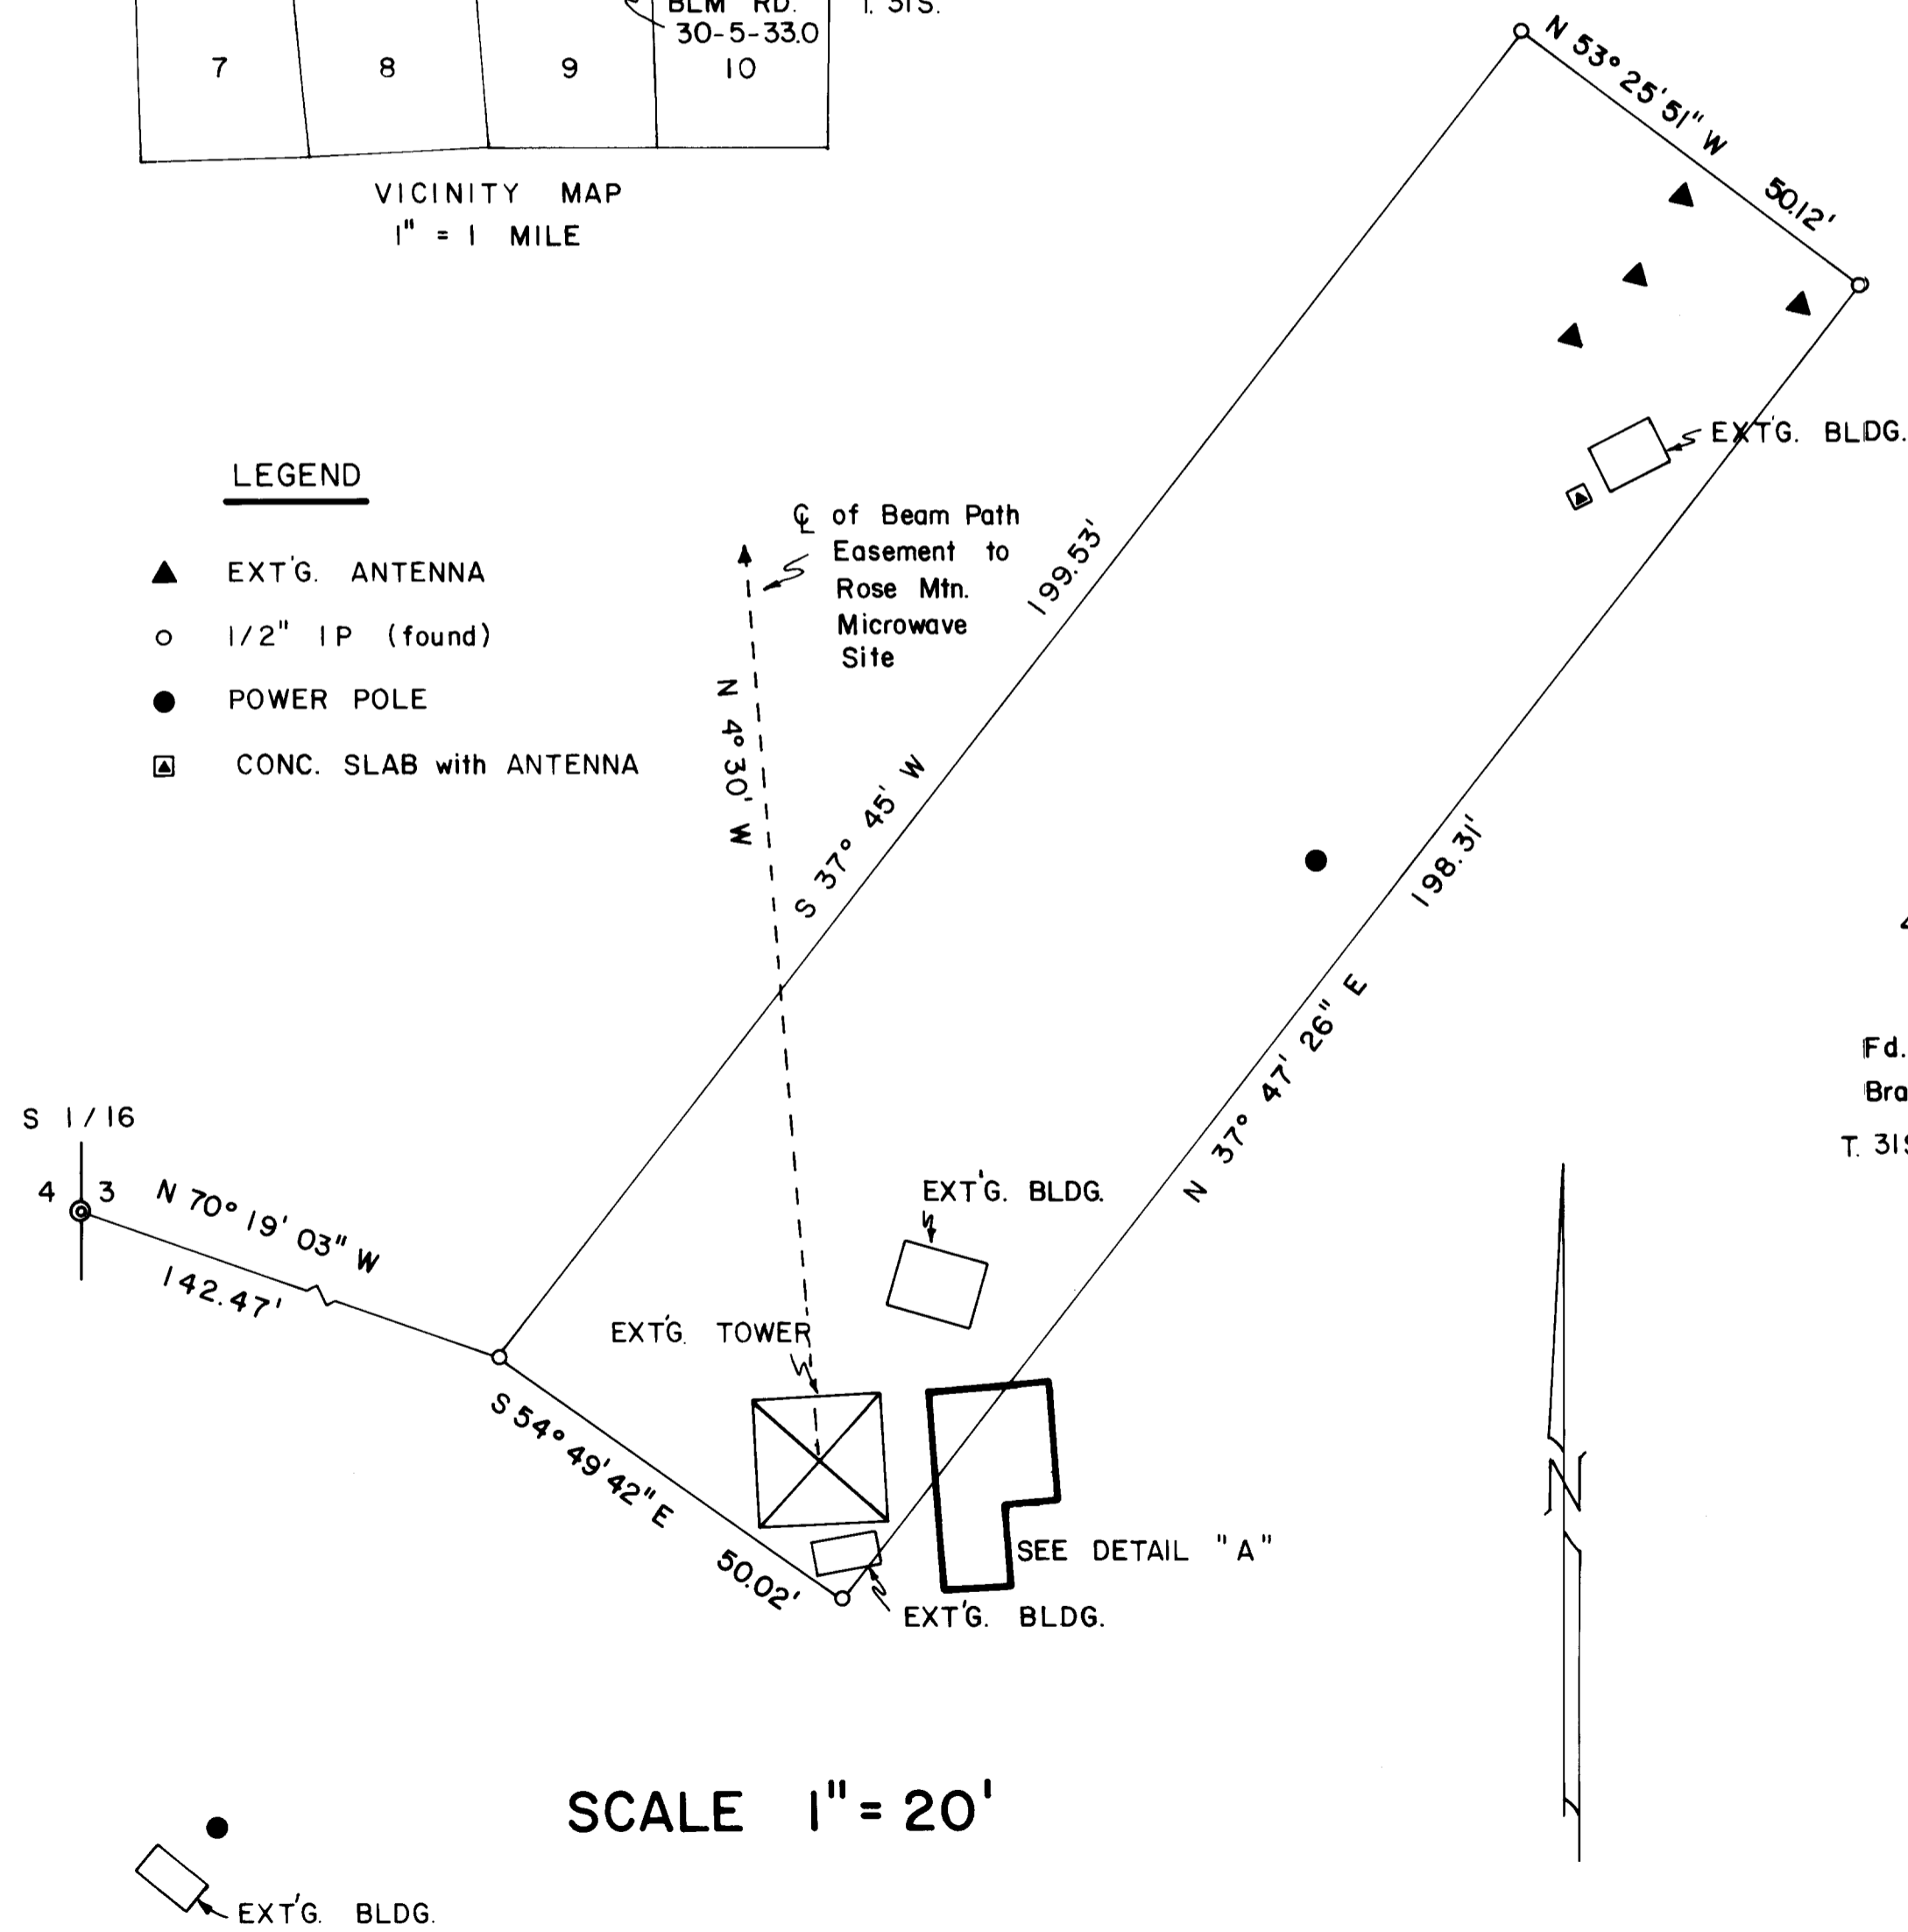 BLM RD.
T. 31S.
30-5-33.0
7 8 9 10
VICINITY MAP
1" = 1 MILE
N 53° 25' 51" W
50.12'
EXT'G. BLDG.
LEGEND
EXT'G. ANTENNA
1/2" IP (found)
POWER POLE
CONC. SLAB with ANTENNA
℄ of Beam Path
Easement to
Rose Mtn.
Microwave
Site
N 4° 30' W
199.53'
S 37° 45' W
198.31'
N 37° 47' 26" E
Fd.
T. 31S
S 1/16
4 3
N 70° 19' 03" W
142.47'
EXT'G. BLDG.
EXT'G. TOWER
S 54° 49' 42" E
50.02'
SEE DETAIL "A"
EXT'G. BLDG.
N
SCALE 1" = 20'
EXT'G. BLDG.